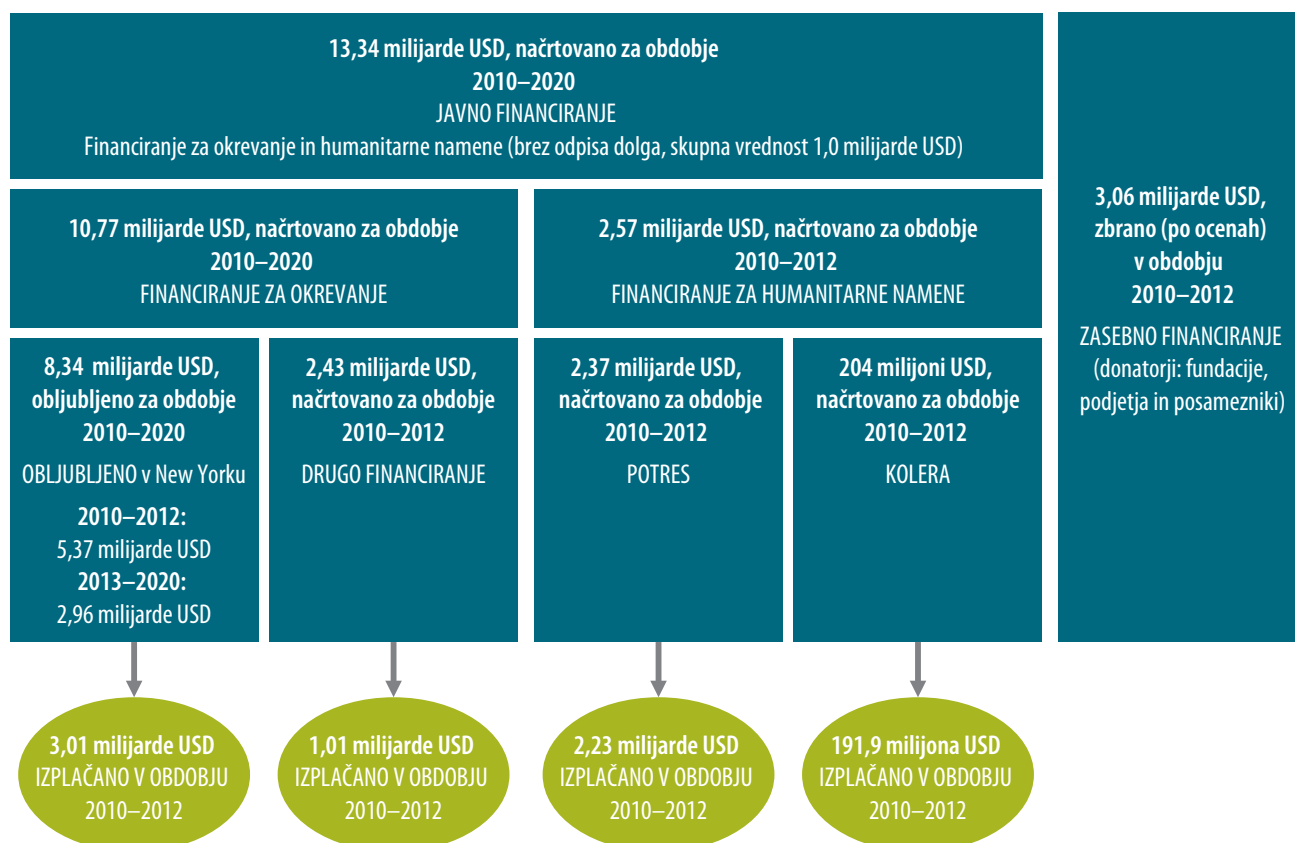 13,34 milijarde USD, načrtovano za obdobje
2010–2020
JAVNO FINANCIRANJE
Financiranje za okrevanje in humanitarne namene (brez odpisa dolga, skupna vrednost 1,0 milijarde USD)
10,77 milijarde USD, načrtovano za obdobje
2010–2020
FINANCIRANJE ZA OKREVANJE
2,57 milijarde USD, načrtovano za obdobje
2010–2012
FINANCIRANJE ZA HUMANITARNE NAMENE
8,34 milijarde USD,
obljubljeno za obdobje
2010–2020
OBLJUBLJENO v New Yorku
2010–2012:
5,37 milijarde USD
2013–2020:
2,96 milijarde USD
2,43 milijarde USD,
načrtovano za obdobje
2010–2012
DRUGO FINANCIRANJE
2,37 milijarde USD,
načrtovano za obdobje
2010–2012
POTRES
204 milijoni USD,
načrtovano za obdobje
2010–2012
KOLERA
3,06 milijarde USD,
zbrano (po ocenah)
v obdobju
2010–2012
ZASEBNO FINANCIRANJE
(donatorji: fundacije,
podjetja in posamezniki)
3,01 milijarde USD
IZPLAČANO V OBDOBJU
2010–2012
1,01 milijarde USD
IZPLAČANO V OBDOBJU
2010–2012
2,23 milijarde USD
IZPLAČANO V OBDOBJU
2010–2012
191,9 milijona USD
IZPLAČANO V OBDOBJU
2010–2012